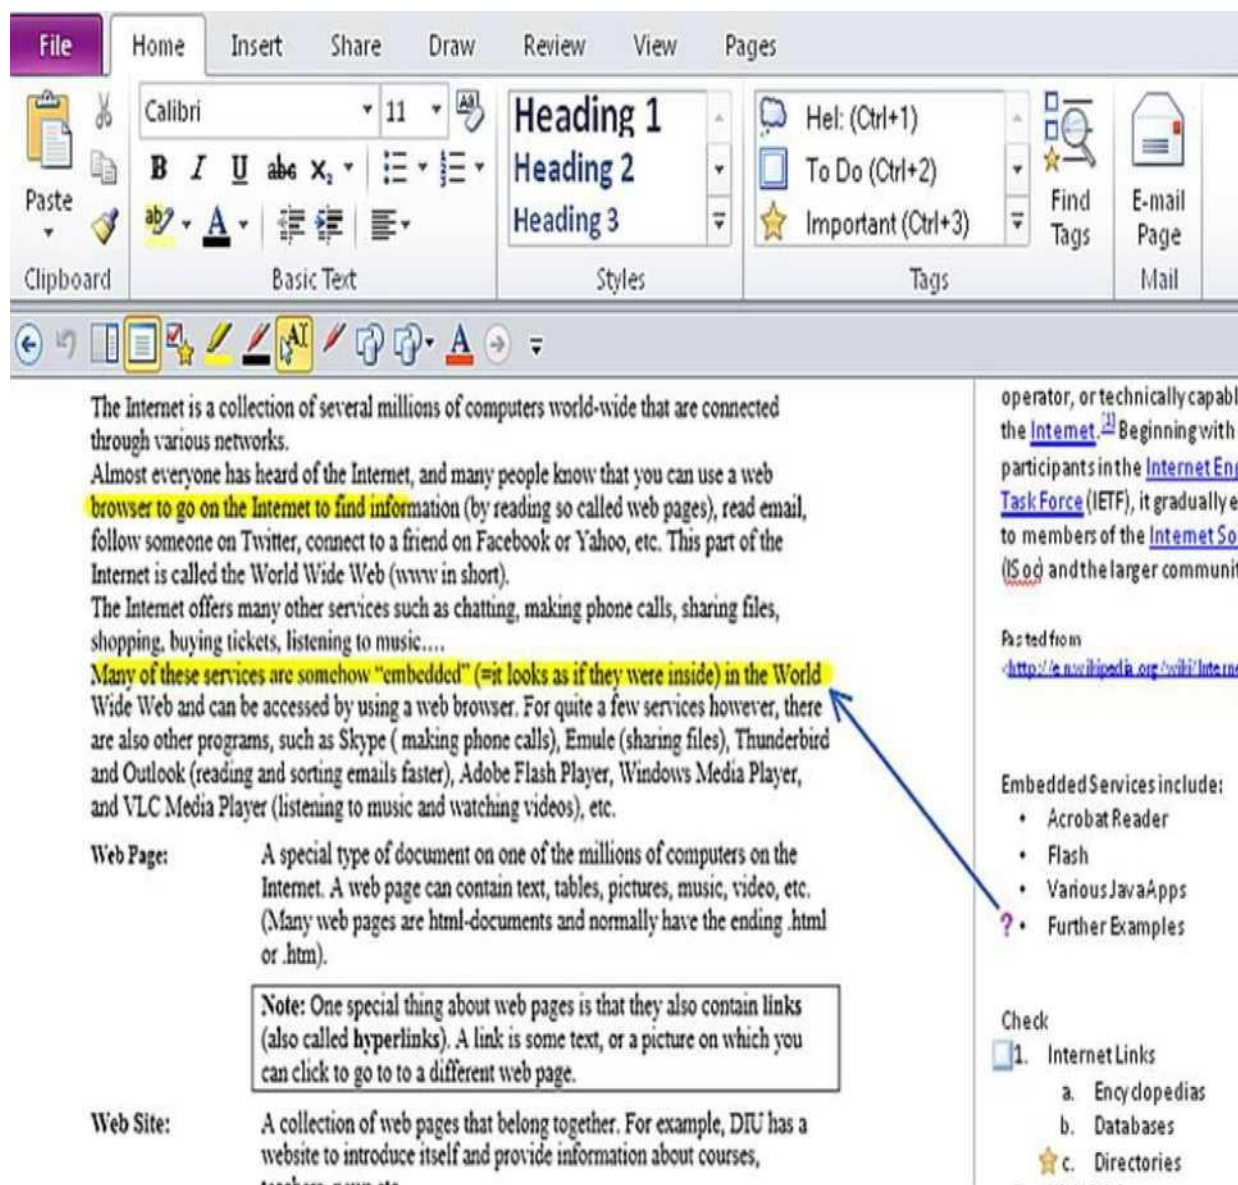 File Home Insert Share Draw Review View Pages
Calibri 11
Heading 1
Heading 2
Heading 3
Hel: (Ctrl+1)
To Do (Ctrl+2)
Important (Ctrl+3)
B I U abc X₂
Paste
Find
Tags
E-mail
Page
Clipboard Basic Text Styles Tags Mail
The Internet is a collection of several millions of computers world-wide that are connected
through various networks.
Almost everyone has heard of the Internet, and many people know that you can use a web
browser to go on the Internet to find information (by reading so called web pages), read email,
follow someone on Twitter, connect to a friend on Facebook or Yahoo, etc. This part of the
Internet is called the World Wide Web (www in short).
The Internet offers many other services such as chatting, making phone calls, sharing files,
shopping, buying tickets, listening to music….
Many of these services are somehow “embedded” (=it looks as if they were inside) in the World
Wide Web and can be accessed by using a web browser. For quite a few services however, there
are also other programs, such as Skype ( making phone calls), Emule (sharing files), Thunderbird
and Outlook (reading and sorting emails faster), Adobe Flash Player, Windows Media Player,
and VLC Media Player (listening to music and watching videos), etc.
Web Page: A special type of document on one of the millions of computers on the
Internet. A web page can contain text, tables, pictures, music, video, etc.
(Many web pages are html-documents and normally have the ending .html
or .htm).
Note: One special thing about web pages is that they also contain links
(also called hyperlinks). A link is some text, or a picture on which you
can click to go to to a different web page.
Web Site: A collection of web pages that belong together. For example, DIU has a
website to introduce itself and provide information about courses,
operator, or technically capabl
the Internet.[3] Beginning with
participants in the Internet Eng
Task Force (IETF), it gradually e
to members of the Internet So
(ISoc) and the larger communit
Pasted from
<http://en.wikipedia.org/wiki/Interne
Embedded Services include:
• Acrobat Reader
• Flash
• Various Java Apps
? • Further Examples
Check
1. Internet Links
a. Encyclopedias
b. Databases
c. Directories